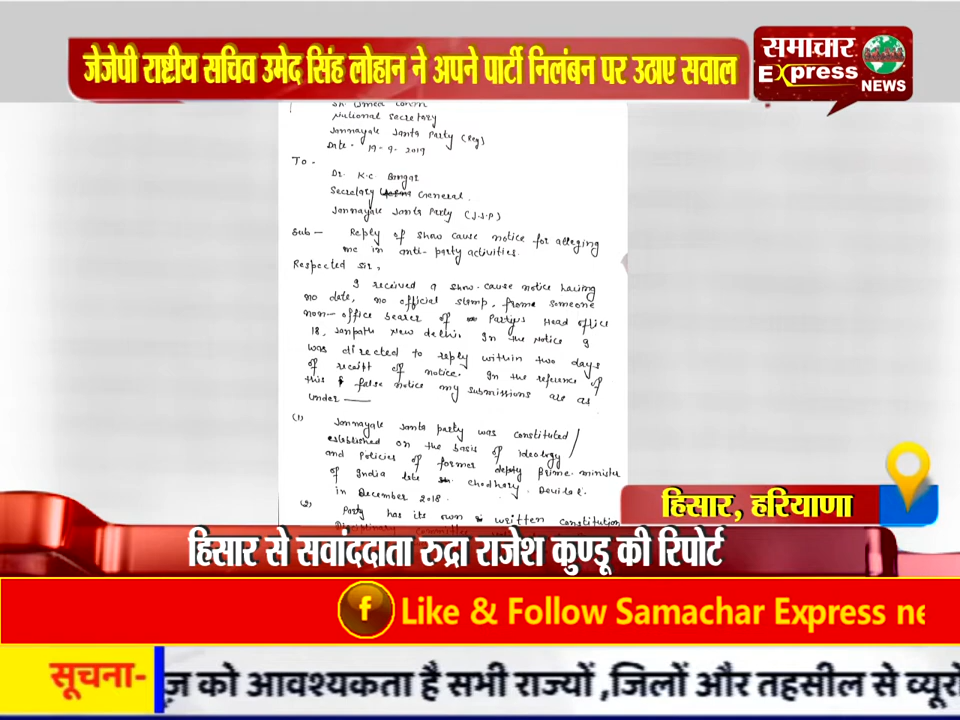 जेजेपी राष्ट्रीय सचिव उमेद सिंह लोहान ने अपने पार्टी निलंबन पर उठाए सवाल
समाचार
Express
NEWS
National Secretary
Jannayak Janta Party (Reg)
Date - 19-9-2019
To -
Dr. K.C Bangar
Secretary General.
Jannayak Janta Party (J.J.P)
Sub - Reply of show cause notice for alleging
me in anti-party activities.
Respected sir,
I received a show-cause notice having
no date, no official stamp, from someone
non-office bearer of Party's Head office
18, Janpath New Delhi. In the Notice I
was directed to reply within two days
of receipt of notice. In the refrence of
this false notice my submissions are as
under
(1) Jannayak Janta party was constituted/
established on the basis of ideology
and policies of former deputy prime-minister
of India late Sh. Chodhary. Devilal.
in December 2018.
(2) Party has its own written constitution
हिसार, हरियाणा
हिसार से सवांददाता रुद्रा राजेश कुण्डू की रिपोर्ट
f Like & Follow Samachar Express ne
सूचना- ज़ को आवश्यकता है सभी राज्यों ,जिलों और तहसील से ब्यूरो